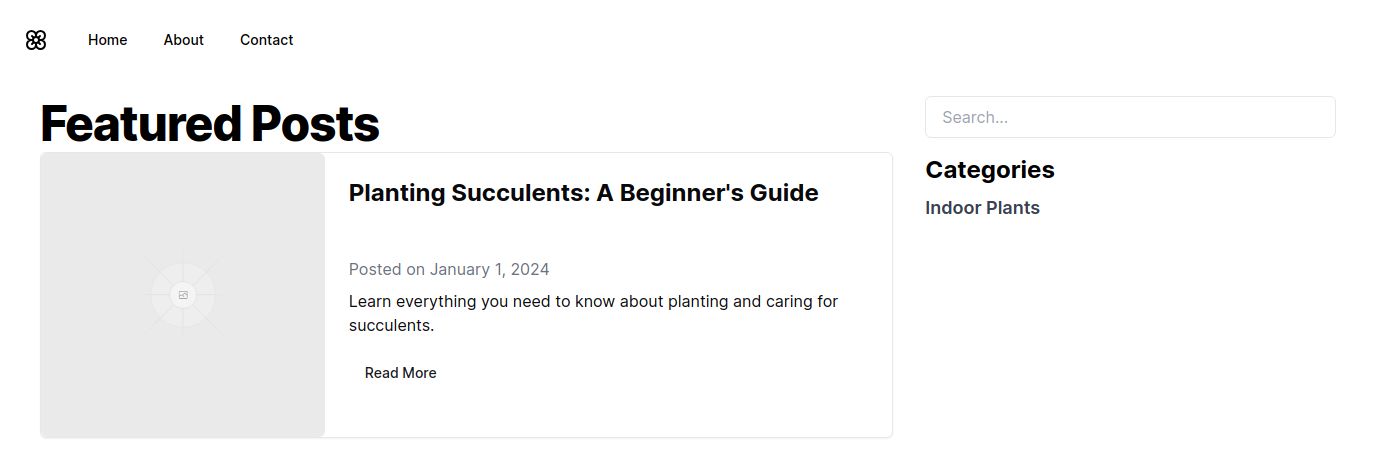 Home About Contact
Featured Posts
Planting Succulents: A Beginner's Guide
Posted on January 1, 2024
Learn everything you need to know about planting and caring for
succulents.
Read More
Search...
Categories
Indoor Plants